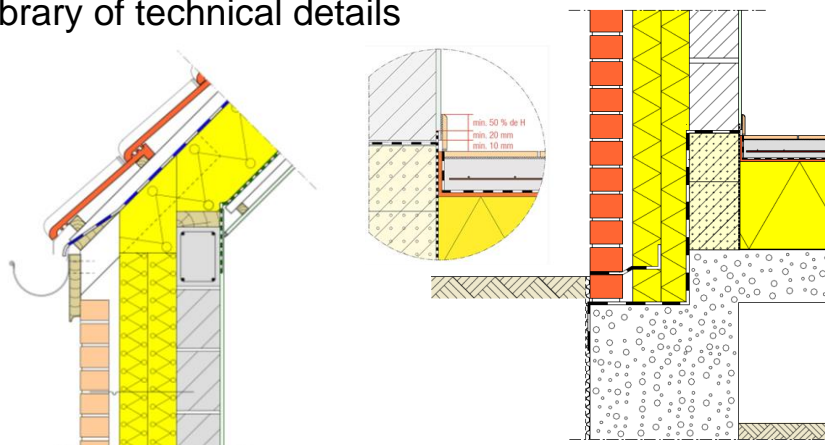 brary of technical details
min. 50 % de H
min. 20 mm
min. 10 mm